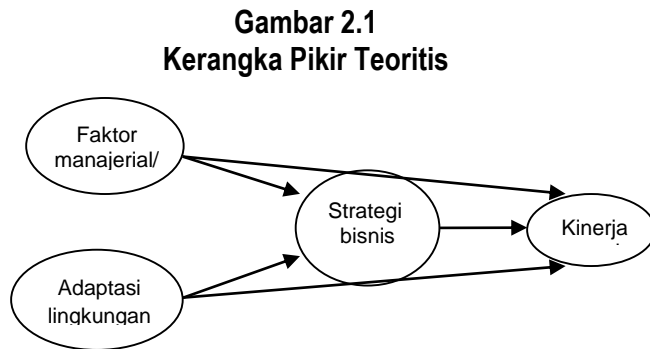 Gambar 2.1
Kerangka Pikir Teoritis
Faktor
manajerial/
Strategi
bisnis
Kinerja
Adaptasi
lingkungan